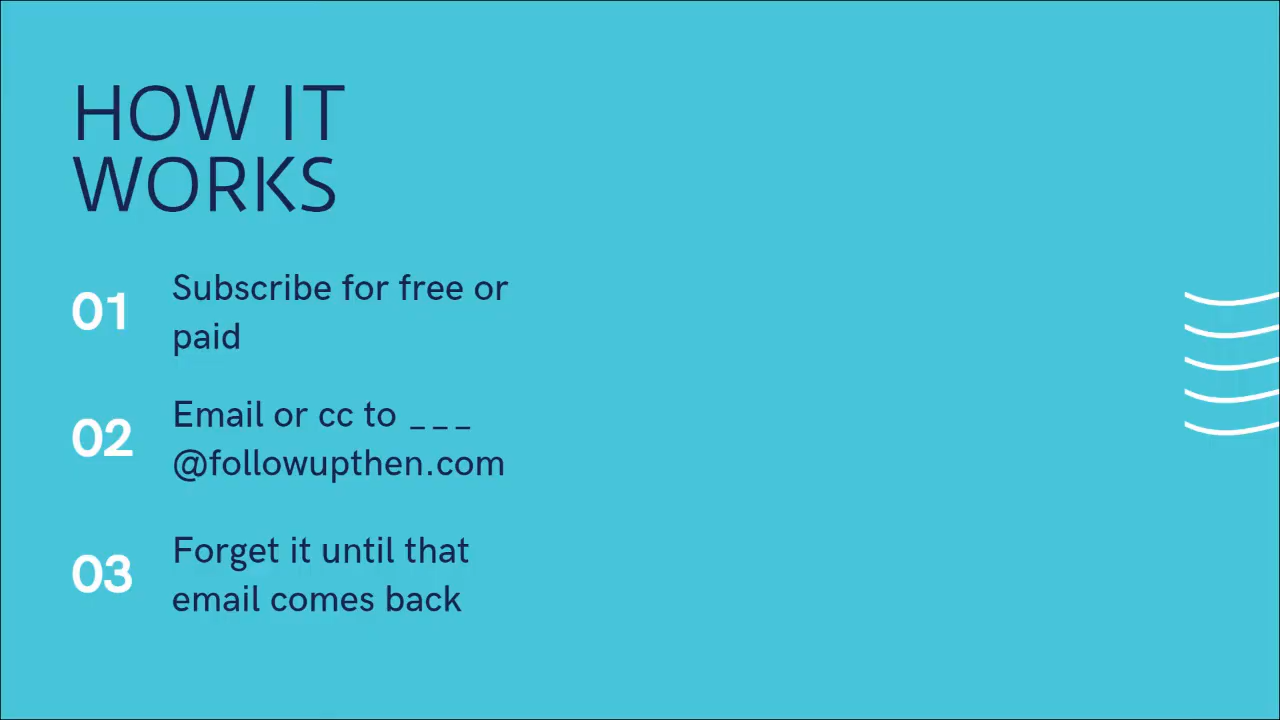 HOW IT
WORKS
01 Subscribe for free or
paid
02 Email or cc to _ _ _
@followupthen.com
03 Forget it until that
email comes back